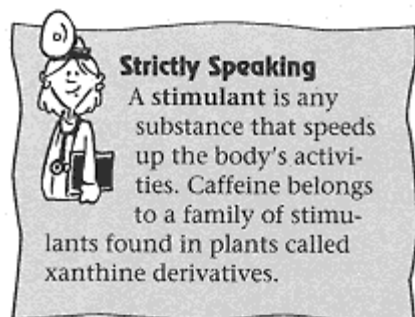 Strictly Speaking
A stimulant is any
substance that speeds
up the body's activi-
ties. Caffeine belongs
to a family of stimu-
lants found in plants called
xanthine derivatives.